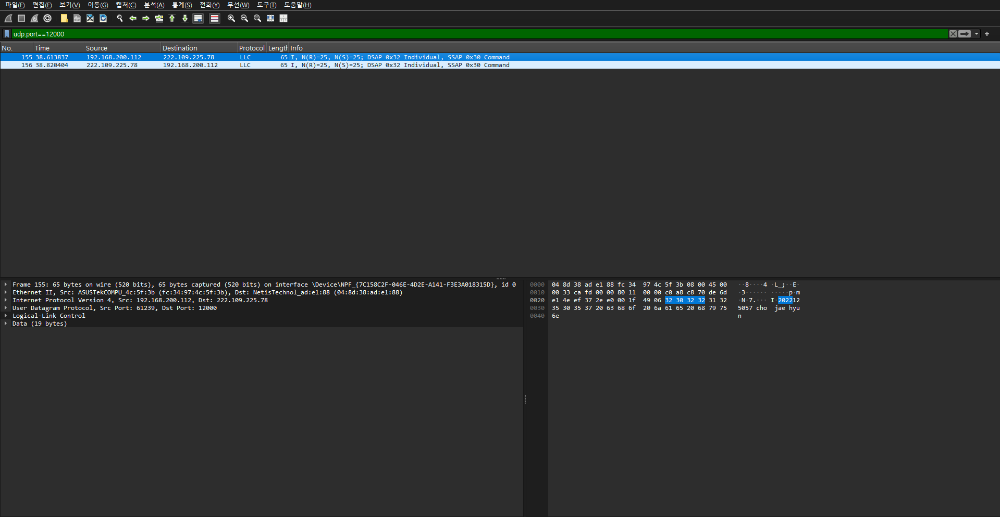 파일(F) 편집(E) 보기(V) 이동(G) 캡처(C) 분석(A) 통계(S) 전화(Y) 무선(W) 도구(T) 도움말(H)
udp.port==12000
No. Time Source Destination Protocol Length Info
155 38.613837 192.168.200.112 222.109.225.78 LLC 65 I, N(R)=25, N(S)=25; DSAP 0x32 Individual, SSAP 0x30 Command
156 38.820404 222.109.225.78 192.168.200.112 LLC 65 I, N(R)=25, N(S)=25; DSAP 0x32 Individual, SSAP 0x30 Command
Frame 155: 65 bytes on wire (520 bits), 65 bytes captured (520 bits) on interface \Device\NPF_{7C158C2F-046E-4D2E-A141-F3E3A018315D}, id 0
Ethernet II, Src: ASUSTekCOMPU_4c:5f:3b (fc:34:97:4c:5f:3b), Dst: NetisTechnol_ad:e1:88 (04:8d:38:ad:e1:88)
Internet Protocol Version 4, Src: 192.168.200.112, Dst: 222.109.225.78
User Datagram Protocol, Src Port: 61239, Dst Port: 12000
Logical-Link Control
Data (19 bytes)
0000 04 8d 38 ad e1 88 fc 34 97 4c 5f 3b 08 00 45 00 ··8····4 ·L_;··E·
0010 00 33 ca fd 00 00 80 11 00 00 c0 a8 c8 70 de 6d ·3······ ·····p·m
0020 e1 4e ef 37 2e e0 00 1f 49 06 32 30 32 32 31 32 ·N·7.··· I·202212
0030 35 30 35 37 20 63 68 6f 20 6a 61 65 20 68 79 75 5057 cho jae hyu
0040 6e n